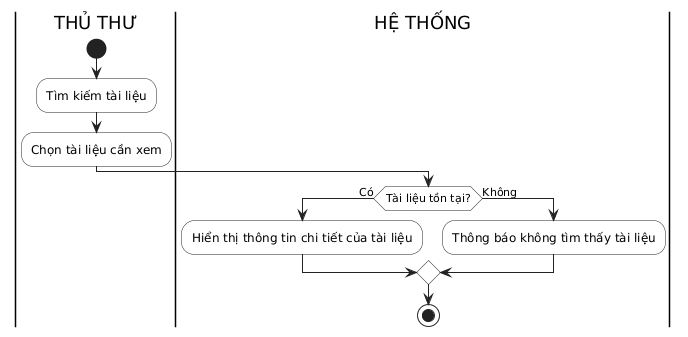 THỦ THƯ
HỆ THỐNG
Tìm kiếm tài liệu
Chọn tài liệu cần xem
Có
Tài liệu tồn tại?
Không
Hiển thị thông tin chi tiết của tài liệu
Thông báo không tìm thấy tài liệu